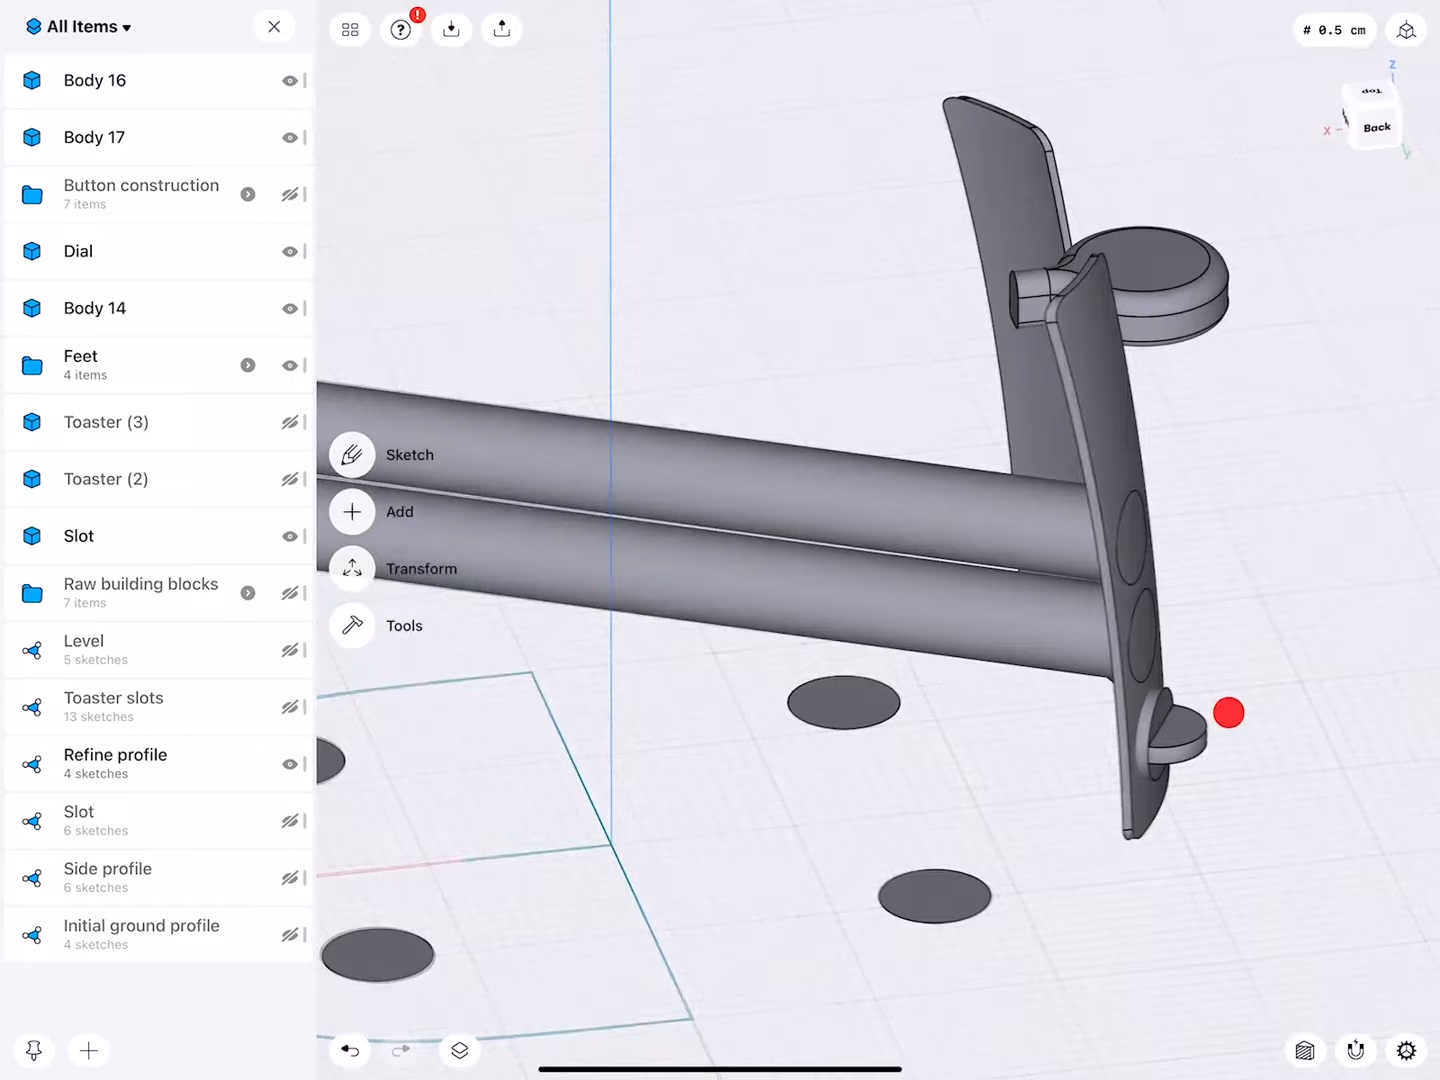 All Items
Body 16
Body 17
Button construction
7 items
Dial
Body 14
Feet
4 items
Toaster (3)
Toaster (2)
Slot
Raw building blocks
7 items
Level
5 sketches
Toaster slots
13 sketches
Refine profile
4 sketches
Slot
6 sketches
Side profile
6 sketches
Initial ground profile
4 sketches
Sketch
Add
Transform
Tools
# 0.5 cm
Z
Top
Back
X
y